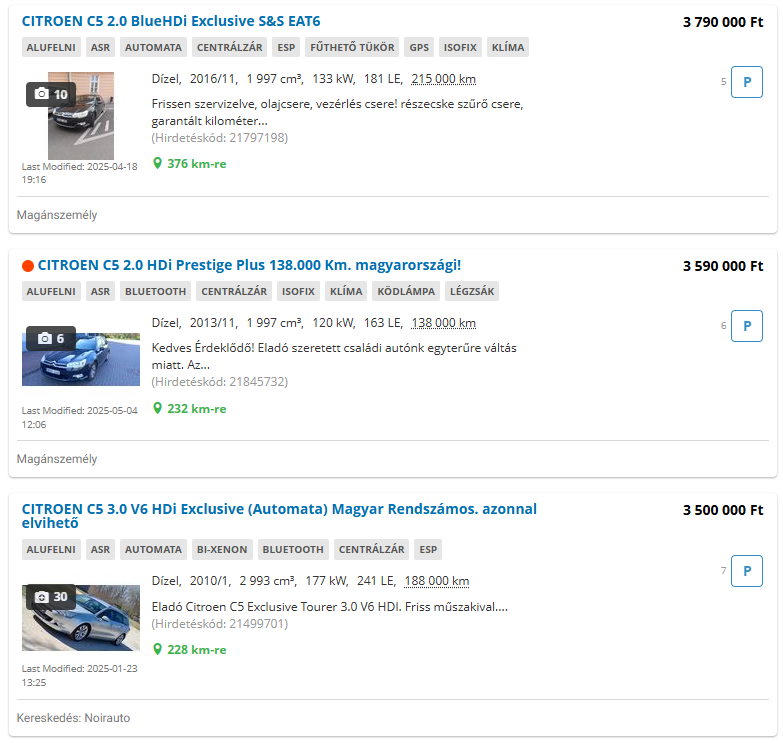 CITROEN C5 2.0 BlueHDi Exclusive S&S EAT6
3 790 000 Ft
ALUFELNI ASR AUTOMATA CENTRÁLZÁR ESP FŰTHETŐ TÜKÖR GPS ISOFIX KLÍMA
10
Dízel, 2016/11, 1 997 cm³, 133 kW, 181 LE, 215 000 km
5 P
Frissen szervizelve, olajcsere, vezérlés csere! részecske szűrő csere,
garantált kilométer...
(Hirdetéskód: 21797198)
376 km-re
Last Modified: 2025-04-18
19:16
Magánszemély
CITROEN C5 2.0 HDi Prestige Plus 138.000 Km. magyarországi!
3 590 000 Ft
ALUFELNI ASR BLUETOOTH CENTRÁLZÁR ISOFIX KLÍMA KÖDLÁMPA LÉGZSÁK
6
Dízel, 2013/11, 1 997 cm³, 120 kW, 163 LE, 138 000 km
6 P
Kedves Érdeklődő! Eladó szeretett családi autónk egyterűre váltás
miatt. Az...
(Hirdetéskód: 21845732)
232 km-re
Last Modified: 2025-05-04
12:06
Magánszemély
CITROEN C5 3.0 V6 HDi Exclusive (Automata) Magyar Rendszámos. azonnal
elvihető
3 500 000 Ft
ALUFELNI ASR AUTOMATA BI-XENON BLUETOOTH CENTRÁLZÁR ESP
30
Dízel, 2010/1, 2 993 cm³, 177 kW, 241 LE, 188 000 km
7 P
Eladó Citroen C5 Exclusive Tourer 3.0 V6 HDI. Friss műszakival....
(Hirdetéskód: 21499701)
228 km-re
Last Modified: 2025-01-23
13:25
Kereskedés: Noirauto